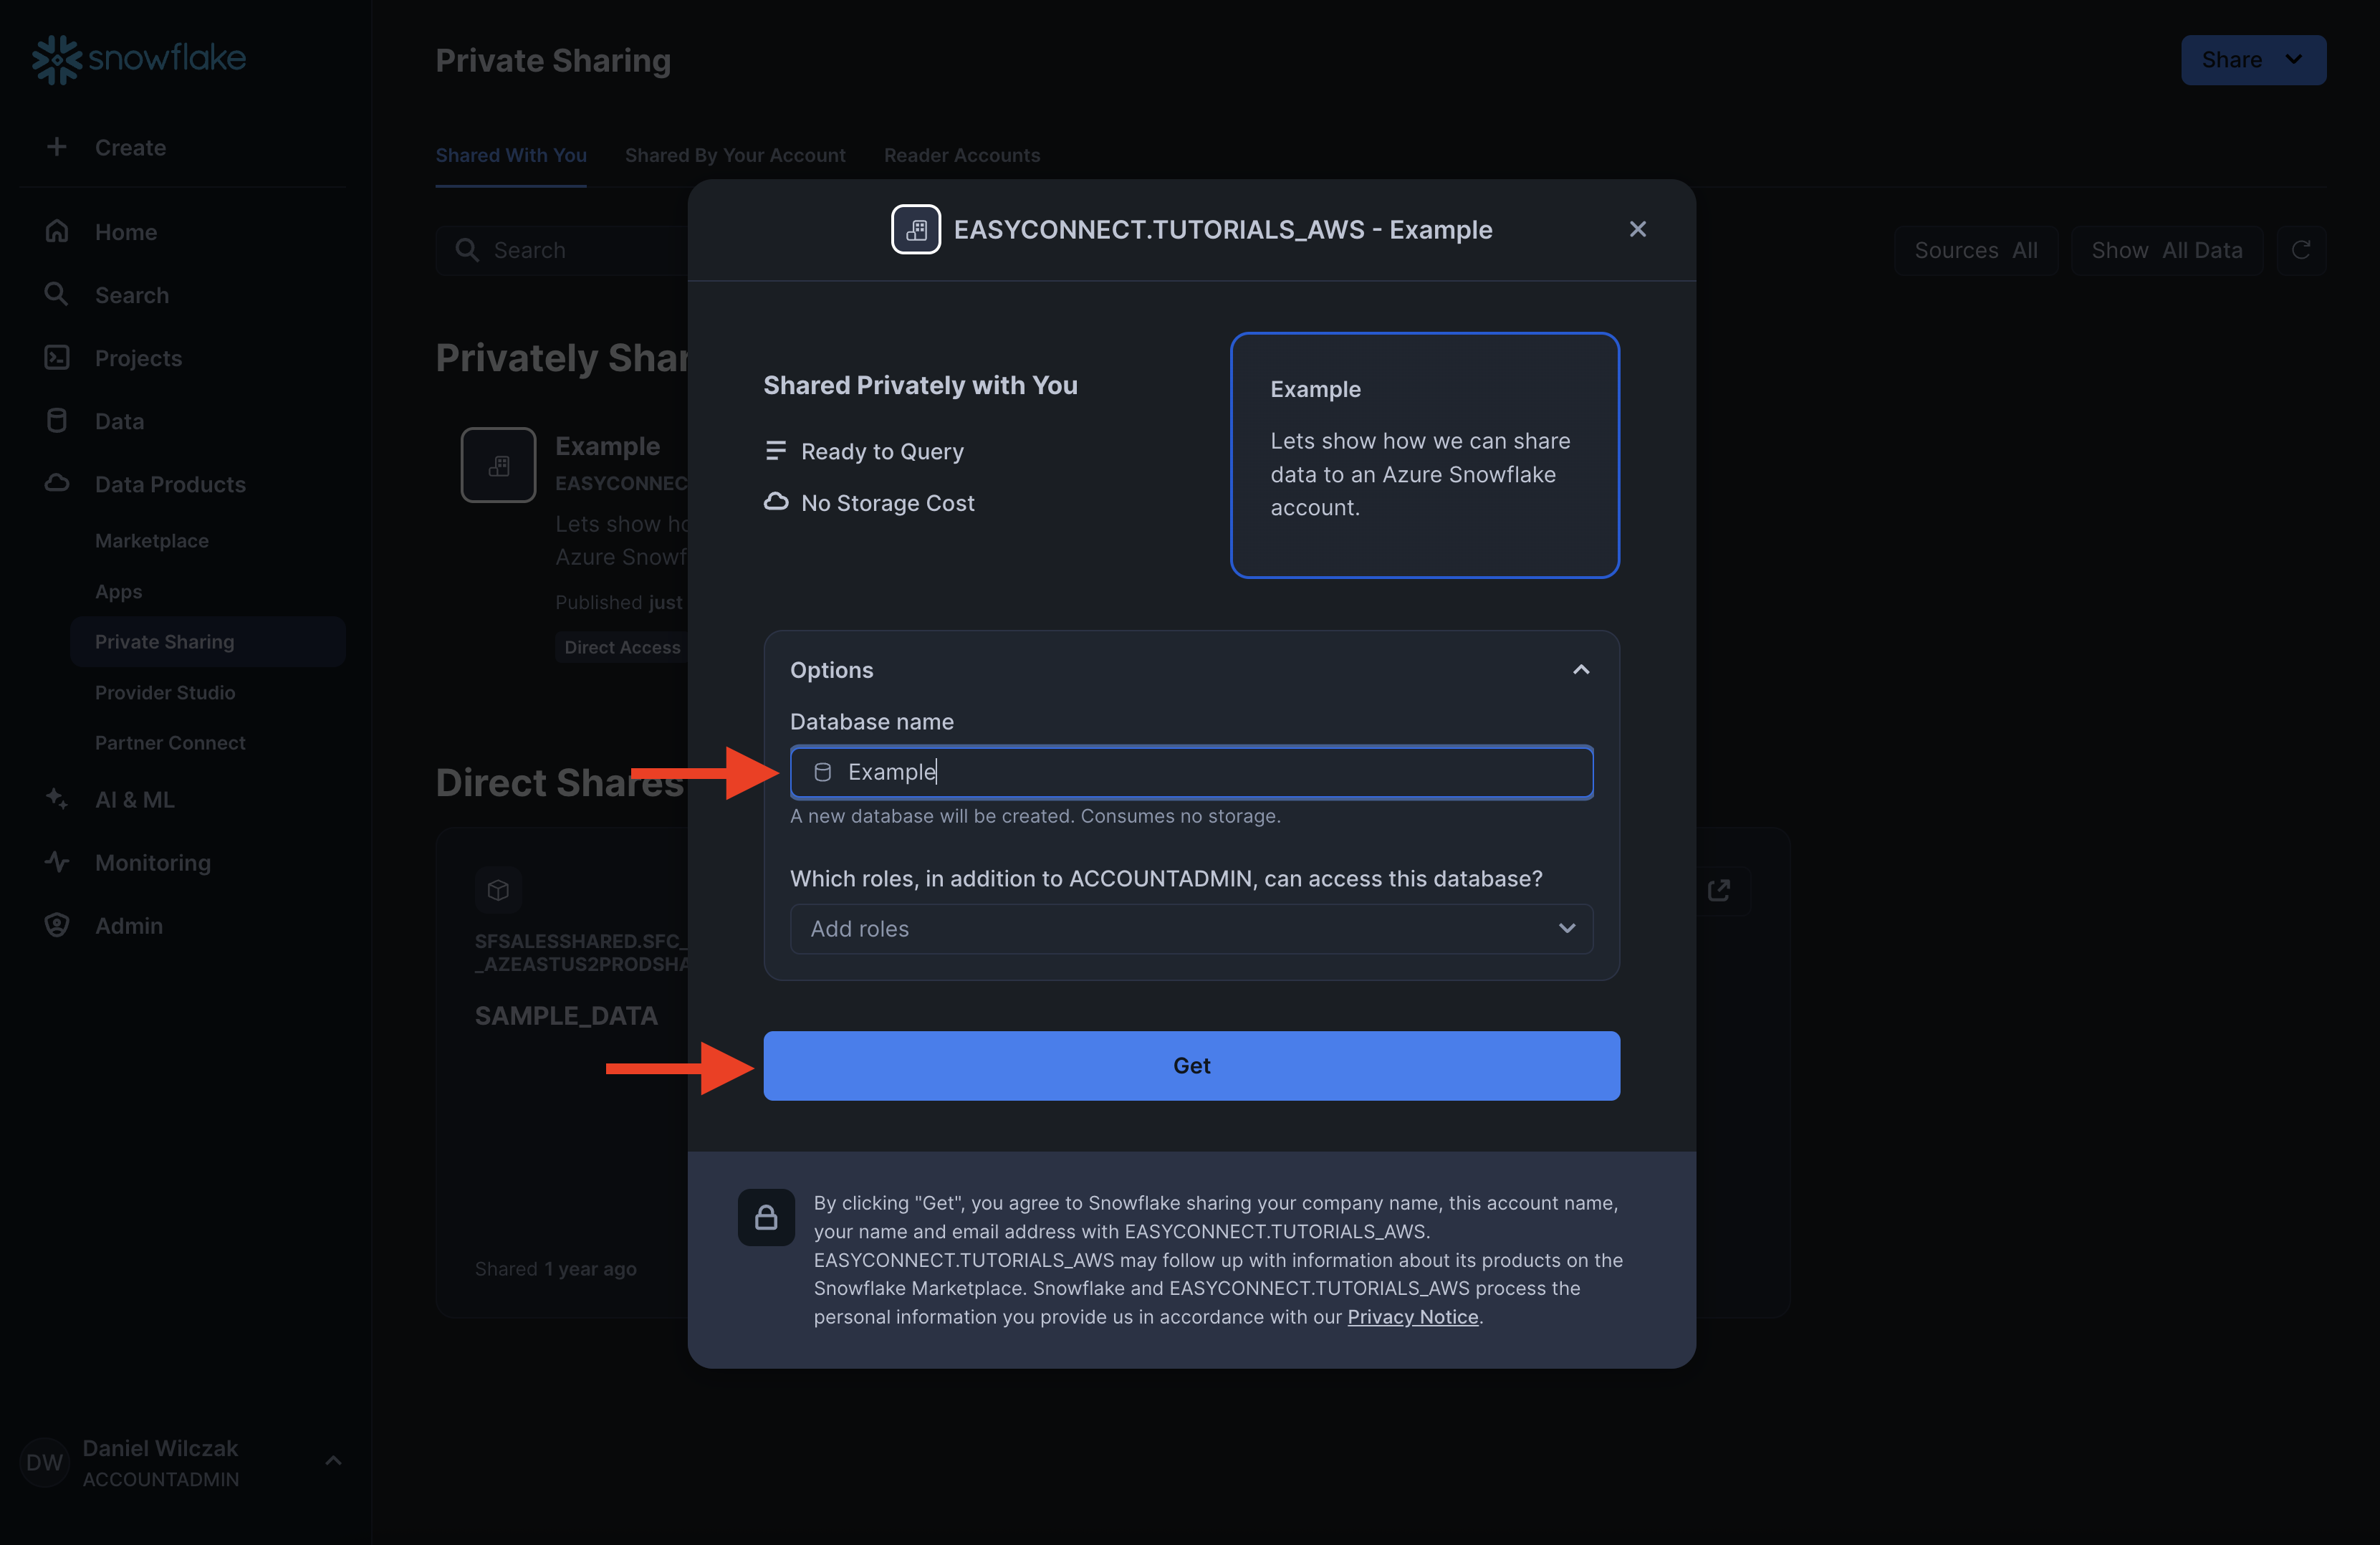 snowflake
Create
Home
Search
Projects
Data
Data Products
Marketplace
Apps
Private Sharing
Provider Studio
Partner Connect
AI & ML
Monitoring
Admin
DW
Daniel Wilczak
ACCOUNTADMIN
Private Sharing
Share
Shared With You Shared By Your Account Reader Accounts
Search
Sources All Show All Data
Privately Shar
Example
EASYCONNEC
Lets show ho
Azure Snowf
Published just
Direct Access
Direct Shares
SFSALESSHARED.SFC_
_AZEASTUS2PRODSHA
SAMPLE_DATA
Shared 1 year ago
EASYCONNECT.TUTORIALS_AWS - Example
Shared Privately with You
Ready to Query
No Storage Cost
Example
Lets show how we can share
data to an Azure Snowflake
account.
Options
Database name
Example
A new database will be created. Consumes no storage.
Which roles, in addition to ACCOUNTADMIN, can access this database?
Add roles
Get
By clicking "Get", you agree to Snowflake sharing your company name, this account name,
your name and email address with EASYCONNECT.TUTORIALS_AWS.
EASYCONNECT.TUTORIALS_AWS may follow up with information about its products on the
Snowflake Marketplace. Snowflake and EASYCONNECT.TUTORIALS_AWS process the
personal information you provide us in accordance with our Privacy Notice.